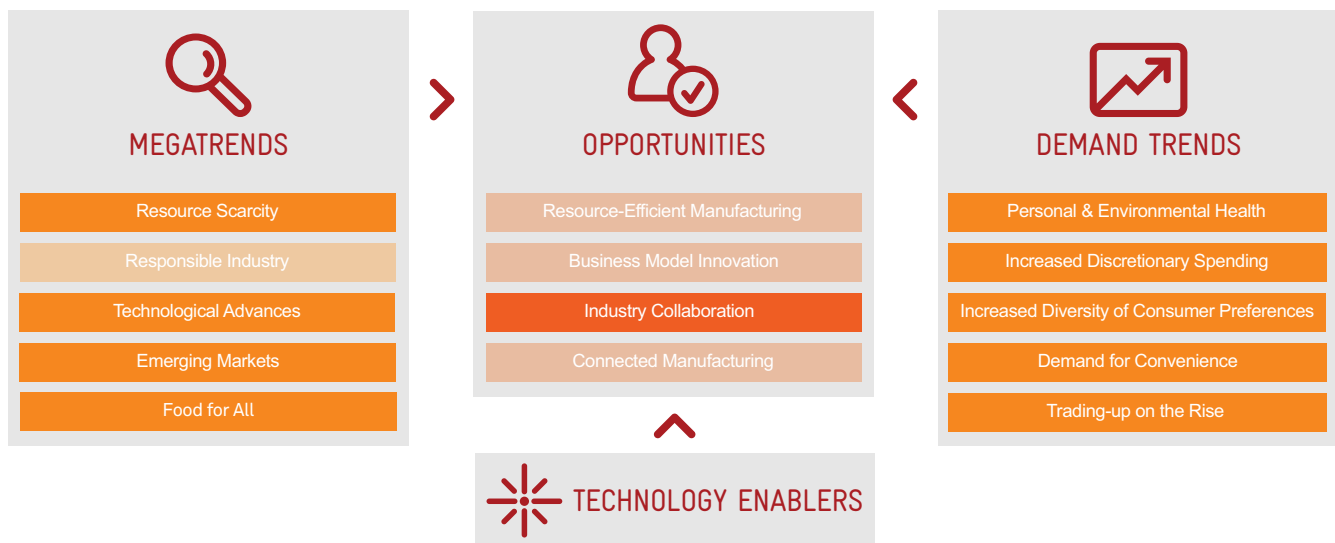 MEGATRENDS
Resource Scarcity
Responsible Industry
Technological Advances
Emerging Markets
Food for All
OPPORTUNITIES
Resource-Efficient Manufacturing
Business Model Innovation
Industry Collaboration
Connected Manufacturing
DEMAND TRENDS
Personal & Environmental Health
Increased Discretionary Spending
Increased Diversity of Consumer Preferences
Demand for Convenience
Trading-up on the Rise
TECHNOLOGY ENABLERS